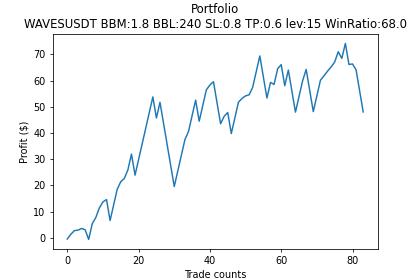 Portfolio
WAVESUSDT BBM:1.8 BBL:240 SL:0.8 TP:0.6 lev:15 WinRatio:68.0
Profit ($)
70
60
50
40
30
20
10
0
0 20 40 60 80
Trade counts